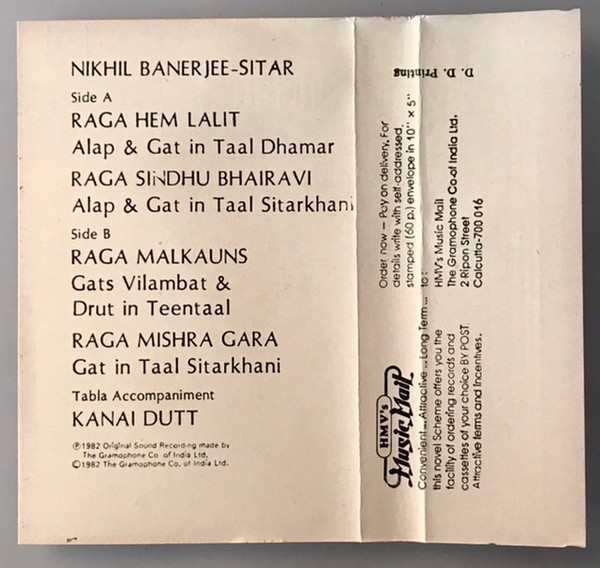 NIKHIL BANERJEE-SITAR
Side A
RAGA HEM LALIT
Alap & Gat in Taal Dhamar
RAGA SINDHU BHAIRAVI
Alap & Gat in Taal Sitarkhani
Side B
RAGA MALKAUNS
Gats Vilambat &
Drut in Teentaal
RAGA MISHRA GARA
Gat in Taal Sitarkhani
Tabla Accompaniment
KANAI DUTT
Ⓟ1982 Original Sound Recording made by
The Gramophone Co. of India Ltd.
©1982 The Gramophone Co. of India Ltd.
HMV's
Music Mail
Convenient ... Attractive ... Long Term ...
this novel Scheme offers you the
facility of ordering records and
cassettes of your choice BY POST.
Attractive terms and Incentives.
Order now — Pay on delivery. For
details write with self-addressed,
stamped (60 p.) envelope in 10" x 5"
to :
HMV's Music Mail
The Gramophone Co.of India Ltd.
2 Ripon Street
Calcutta-700 016
D. D. Printing